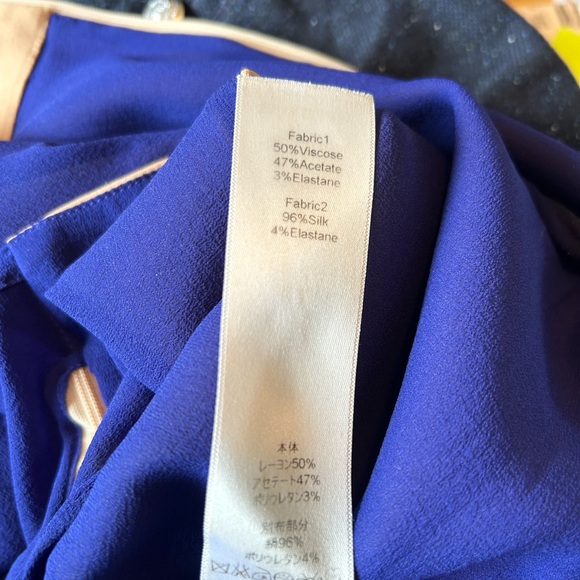 Fabric1
50%Viscose
47%Acetate
3%Elastane
Fabric2
96%Silk
4%Elastane
本体
レーヨン50%
アセテート47%
ポリウレタン3%
別布部分
絹96%
ポリウレタン4%